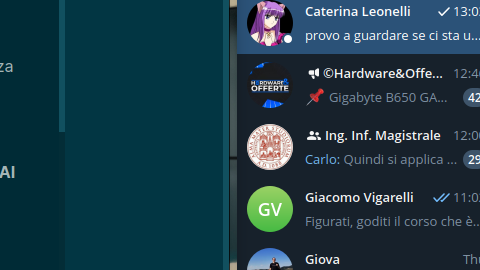 za
AI
Caterina Leonelli
13:0
provo a guardare se ci sta u...
HARDWARE
OFFERTE
©Hardware&Offe...
12:4
📌 Gigabyte B650 GA...
42
Ing. Inf. Magistrale
12:0
Carlo: Quindi si applica ...
29
GV
Giacomo Vigarelli
11:0
Figurati, goditi il corso che è...
Giova
Thu